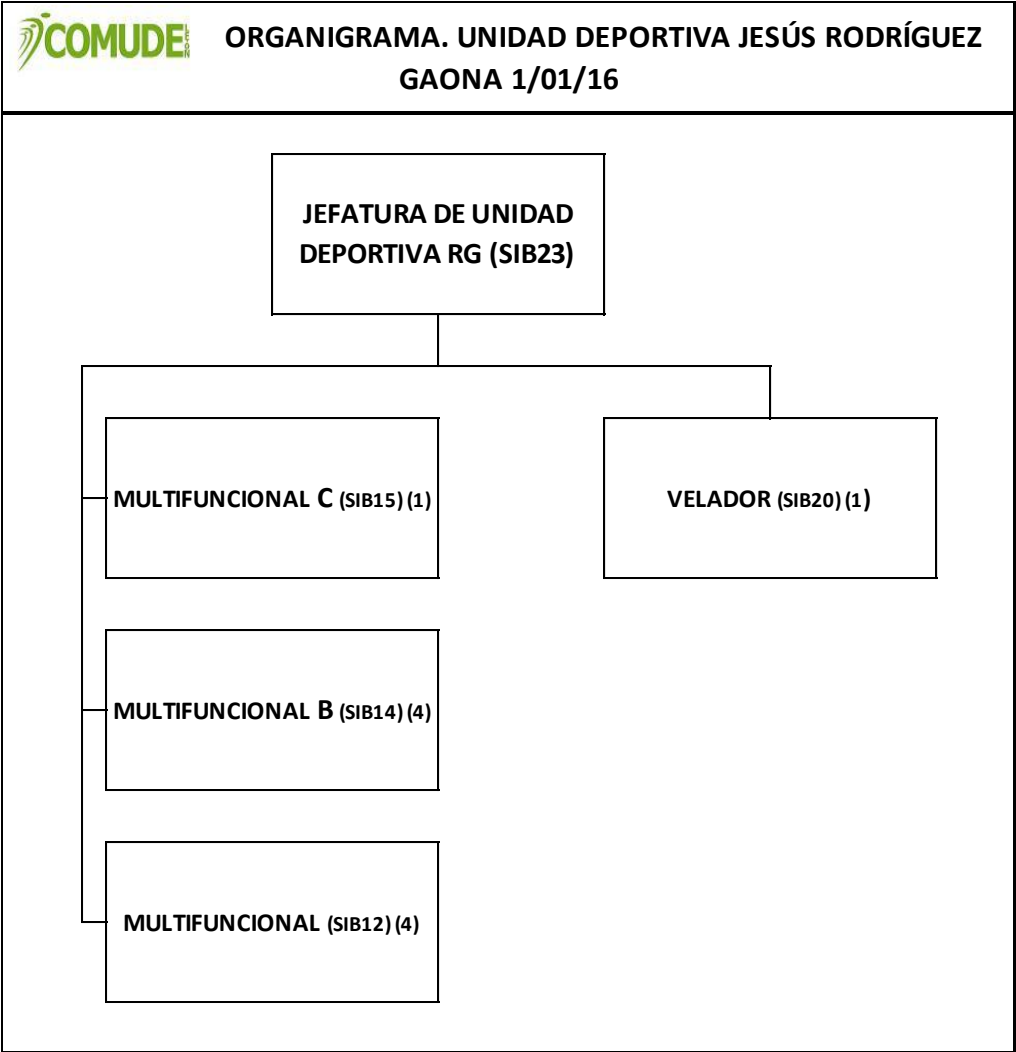 COMUDE LEON
ORGANIGRAMA. UNIDAD DEPORTIVA JESÚS RODRÍGUEZ
GAONA 1/01/16
JEFATURA DE UNIDAD
DEPORTIVA RG (SIB23)
MULTIFUNCIONAL C (SIB15) (1)
VELADOR (SIB20) (1)
MULTIFUNCIONAL B (SIB14) (4)
MULTIFUNCIONAL (SIB12) (4)